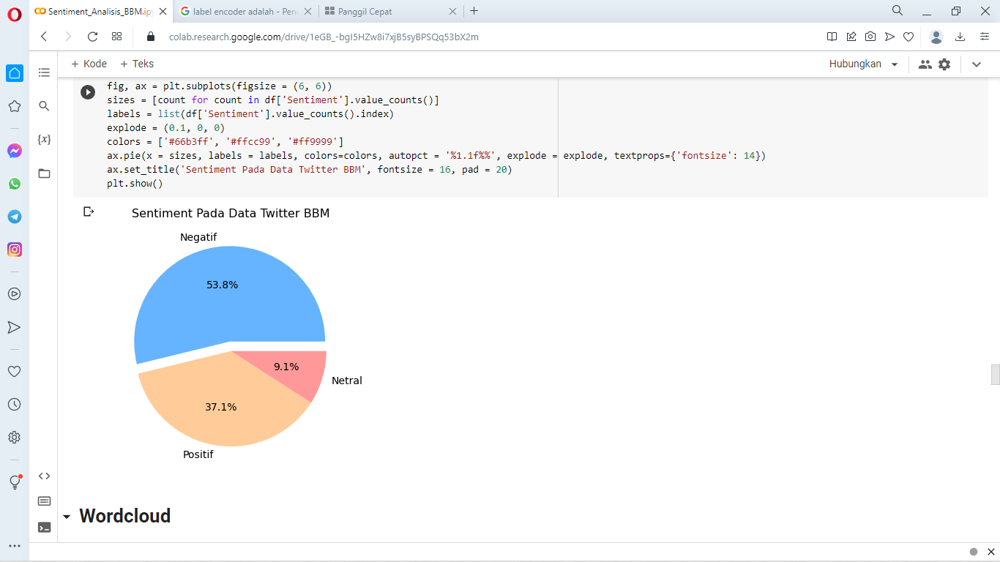 Sentiment_Analisis_BBM.ip
label encoder adalah - Pen
Panggil Cepat
colab.research.google.com/drive/1eGB_-bgI5HZw8i7xjB5syBPSQq53bX2m
+ Kode + Teks
Hubungkan
fig, ax = plt.subplots(figsize = (6, 6))
sizes = [count for count in df['Sentiment'].value_counts()]
labels = list(df['Sentiment'].value_counts().index)
explode = (0.1, 0, 0)
colors = ['#66b3ff', '#ffcc99', '#ff9999']
ax.pie(x = sizes, labels = labels, colors=colors, autopct = '%1.1f%%', explode = explode, textprops={'fontsize': 14})
ax.set_title('Sentiment Pada Data Twitter BBM', fontsize = 16, pad = 20)
plt.show()
{x}
Sentiment Pada Data Twitter BBM
Negatif
53.8%
9.1%
Netral
37.1%
Positif
Wordcloud